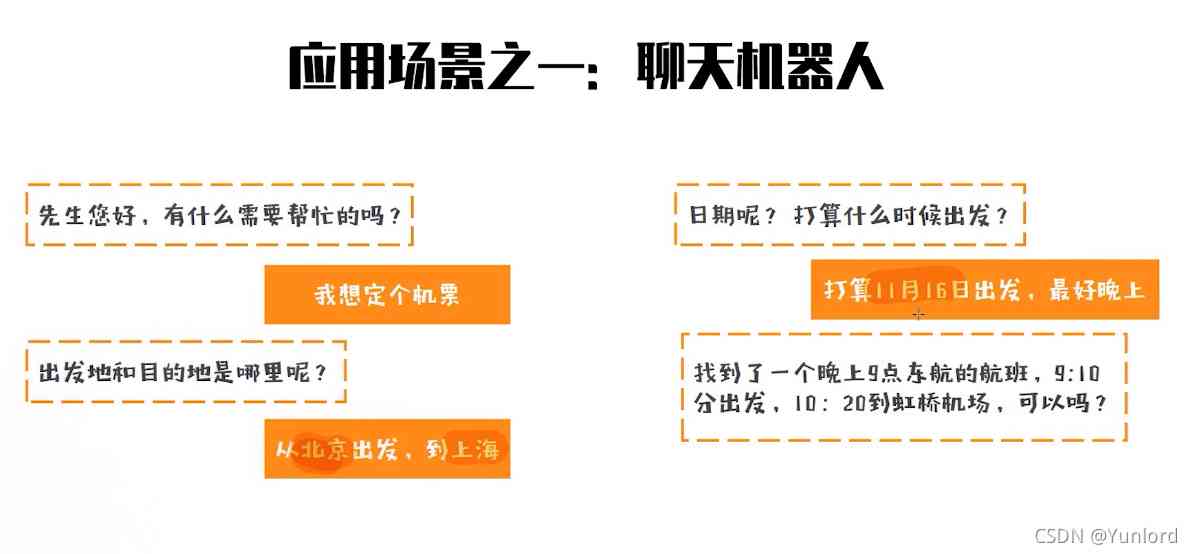 应用场景之一：聊天机器人
先生您好，有什么需要帮忙的吗？
我想定个机票
出发地和目的地是哪里呢？
从北京出发，到上海
日期呢？ 打算什么时候出发？
打算11月16日出发，最好晚上
找到了一个晚上9点东航的航班，9:10
分出发，10：20到虹桥机场，可以吗？
CSDN @Yunlord